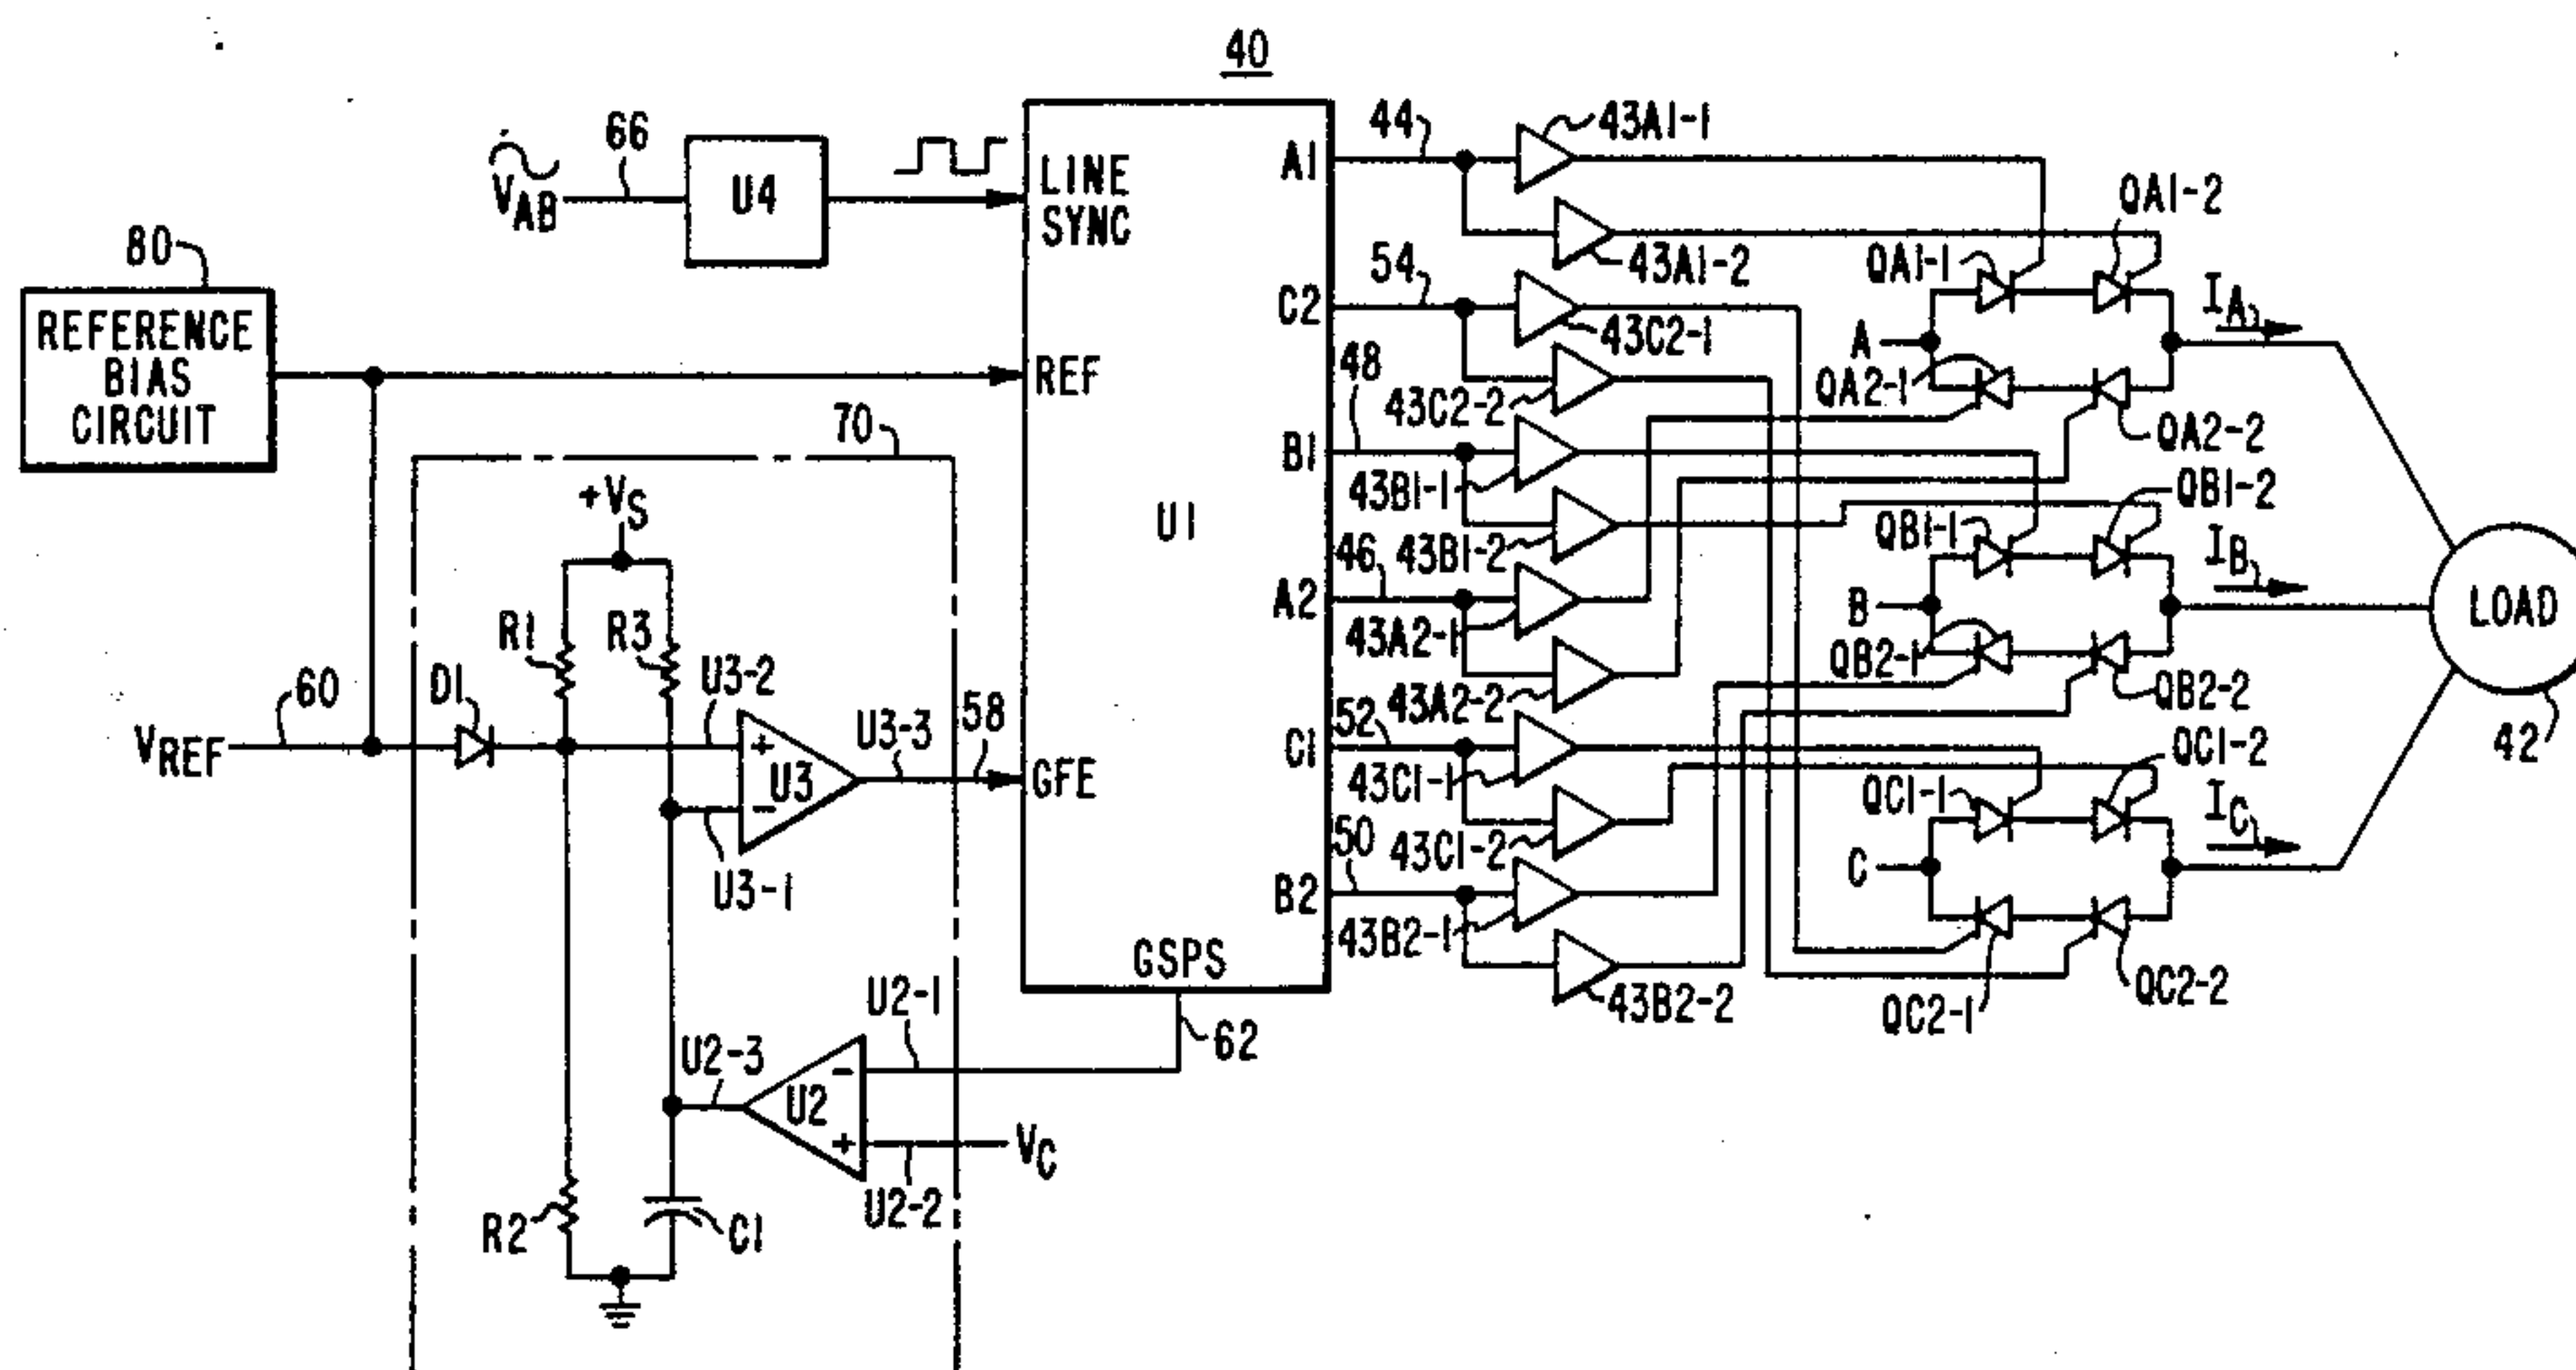 40
66
V̇AB
U4
LINE
SYNC
80
REFERENCE
BIAS
CIRCUIT
REF
70
+VS
R1
R3
D1
60
VREF
U3-2
U3
U3-3
58
GFE
U3-1
U1
GSPS
62
U2-1
U2-3
U2
VC
U2-2
R2
C1
+
-
-
+
A1
C2
B1
A2
C1
B2
44
54
48
46
52
50
43A1-1
43A1-2
43C2-1
43C2-2
43B1-1
43B1-2
43A2-1
43A2-2
43C1-1
43C1-2
43B2-1
43B2-2
QA1-1
QA1-2
A
IA
QA2-1
QA2-2
QB1-1
QB1-2
B
IB
QB2-1
QB2-2
QC1-1
QC1-2
C
IC
QC2-1
QC2-2
LOAD
42